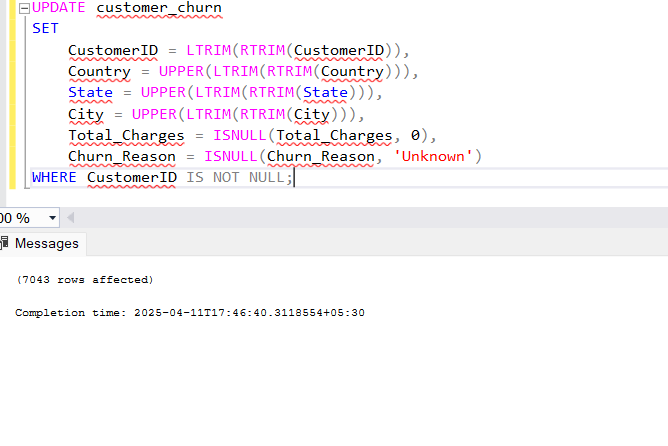 UPDATE customer_churn
SET
CustomerID = LTRIM(RTRIM(CustomerID)),
Country = UPPER(LTRIM(RTRIM(Country))),
State = UPPER(LTRIM(RTRIM(State))),
City = UPPER(LTRIM(RTRIM(City))),
Total_Charges = ISNULL(Total_Charges, 0),
Churn_Reason = ISNULL(Churn_Reason, 'Unknown')
WHERE CustomerID IS NOT NULL;
00 %
Messages
(7043 rows affected)
Completion time: 2025-04-11T17:46:40.3118554+05:30